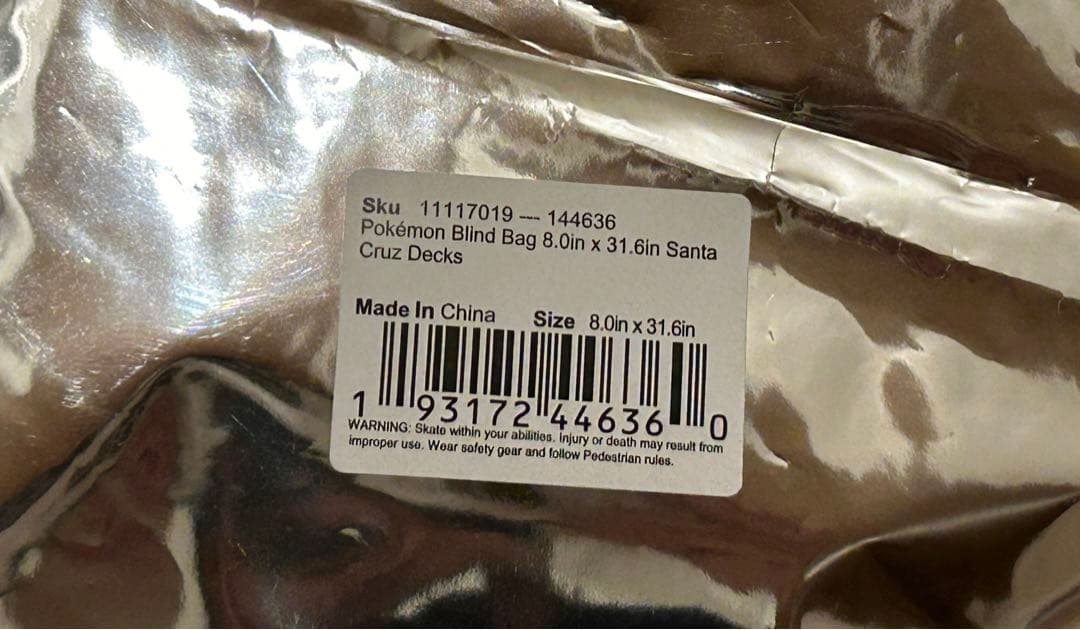 Sku 11117019 --- 144636
Pokémon Blind Bag 8.0in x 31.6in Santa
Cruz Decks
Made In China Size 8.0in x 31.6in
1 93172 44636 0
WARNING: Skate within your abilities. Injury or death may result from
improper use. Wear safety gear and follow Pedestrian rules.